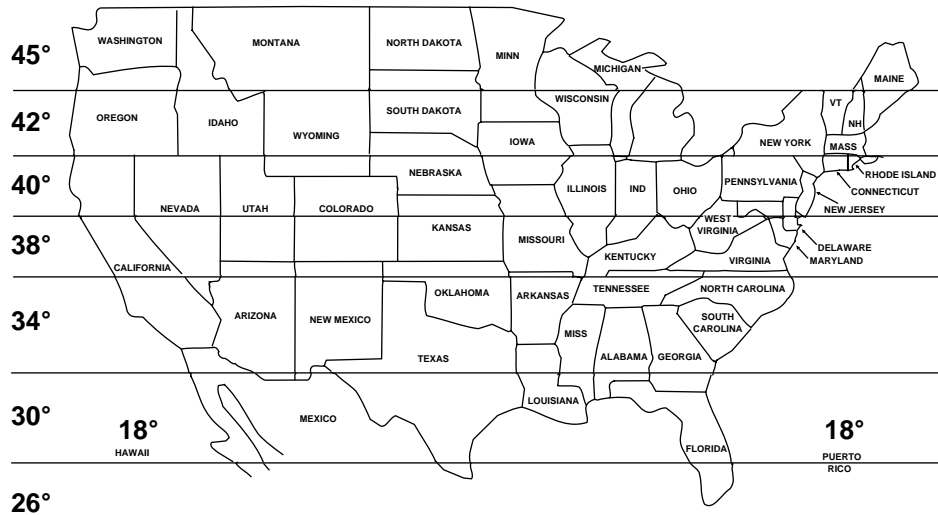 WASHINGTON
MONTANA
NORTH DAKOTA
MINN
45°
MICHIGAN
MAINE
WISCONSIN
VT
SOUTH DAKOTA
OREGON
IDAHO
42°
NH
WYOMING
IOWA
NEW YORK
MASS
RHODE ISLAND
NEBRASKA
40°
PENNSYLVANIA
ILLINOIS
IND
OHIO
CONNECTICUT
NEVADA
UTAH
COLORADO
NEW JERSEY
WEST
VIRGINIA
KANSAS
MISSOURI
38°
DELAWARE
KENTUCKY
VIRGINIA
MARYLAND
CALIFORNIA
TENNESSEE
NORTH CAROLINA
OKLAHOMA
ARKANSAS
34°
ARIZONA
NEW MEXICO
SOUTH
CAROLINA
MISS
ALABAMA
GEORGIA
TEXAS
LOUISIANA
30°
MEXICO
18°
HAWAII
18°
PUERTO
RICO
FLORIDA
26°